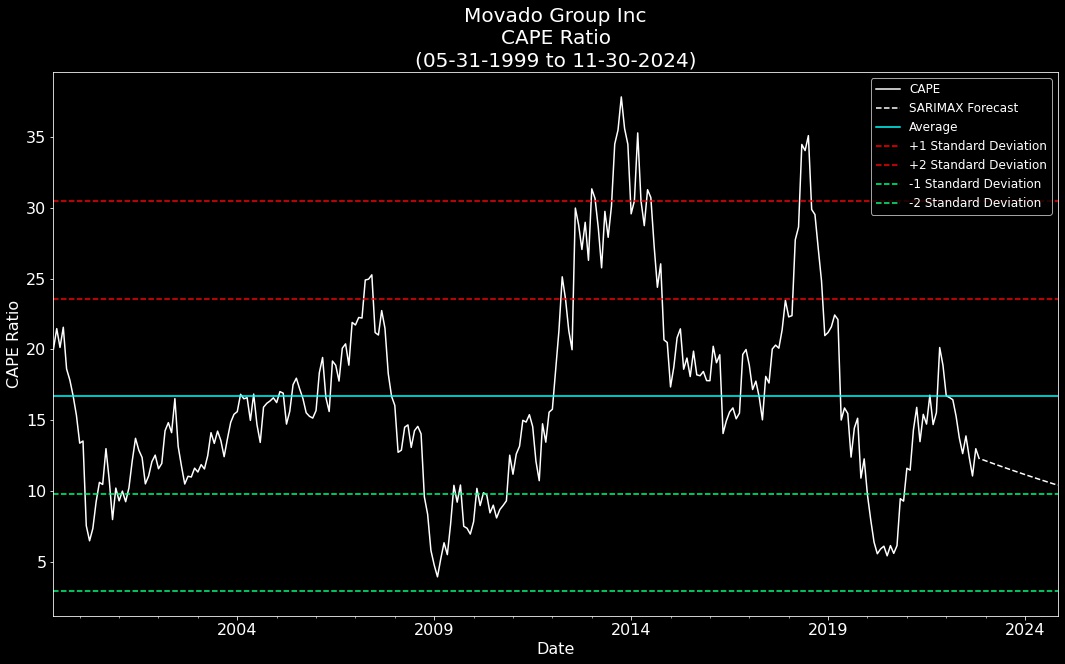 Movado Group Inc
CAPE Ratio
(05-31-1999 to 11-30-2024)
CAPE
SARIMAX Forecast
Average
+1 Standard Deviation
+2 Standard Deviation
-1 Standard Deviation
-2 Standard Deviation
CAPE Ratio
35
30
25
20
15
10
5
2004
2009
2014
2019
2024
Date